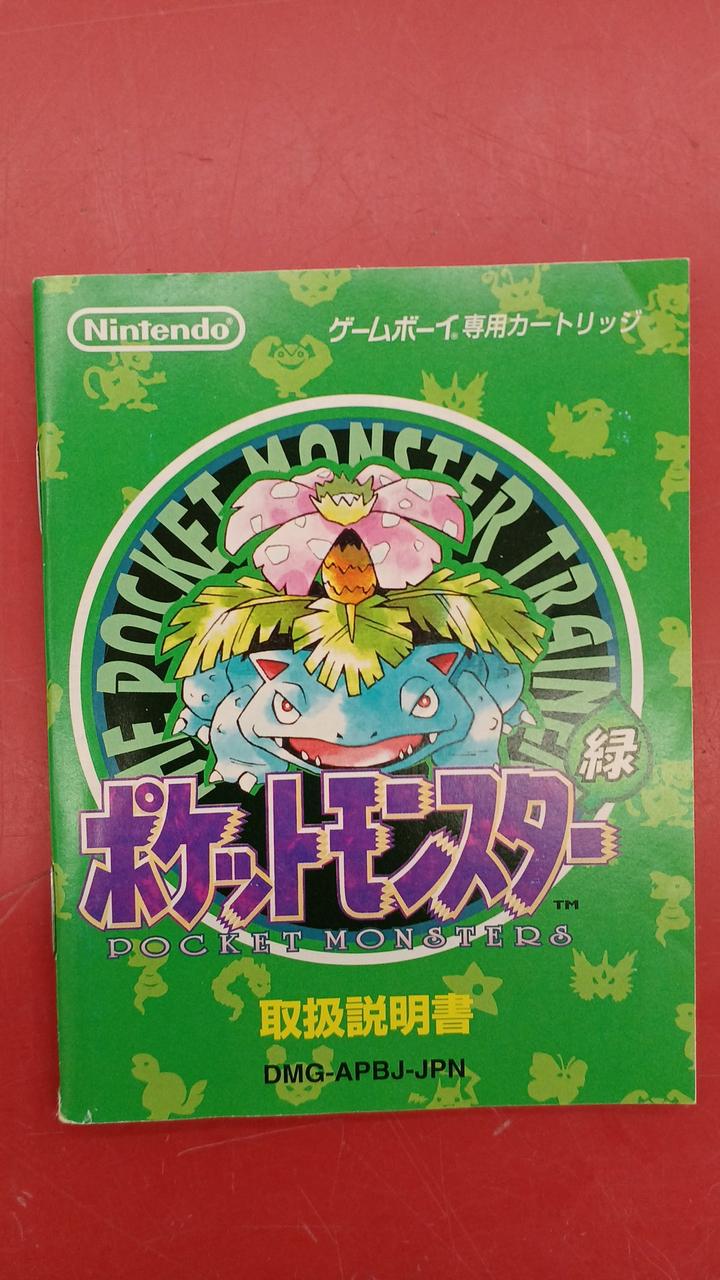 Nintendo®
ゲームボーイ®専用カートリッジ
THE POCKET MONSTER TRAINER
緑
ポケットモンスター
TM
POCKET MONSTERS
取扱説明書
DMG-APBJ-JPN